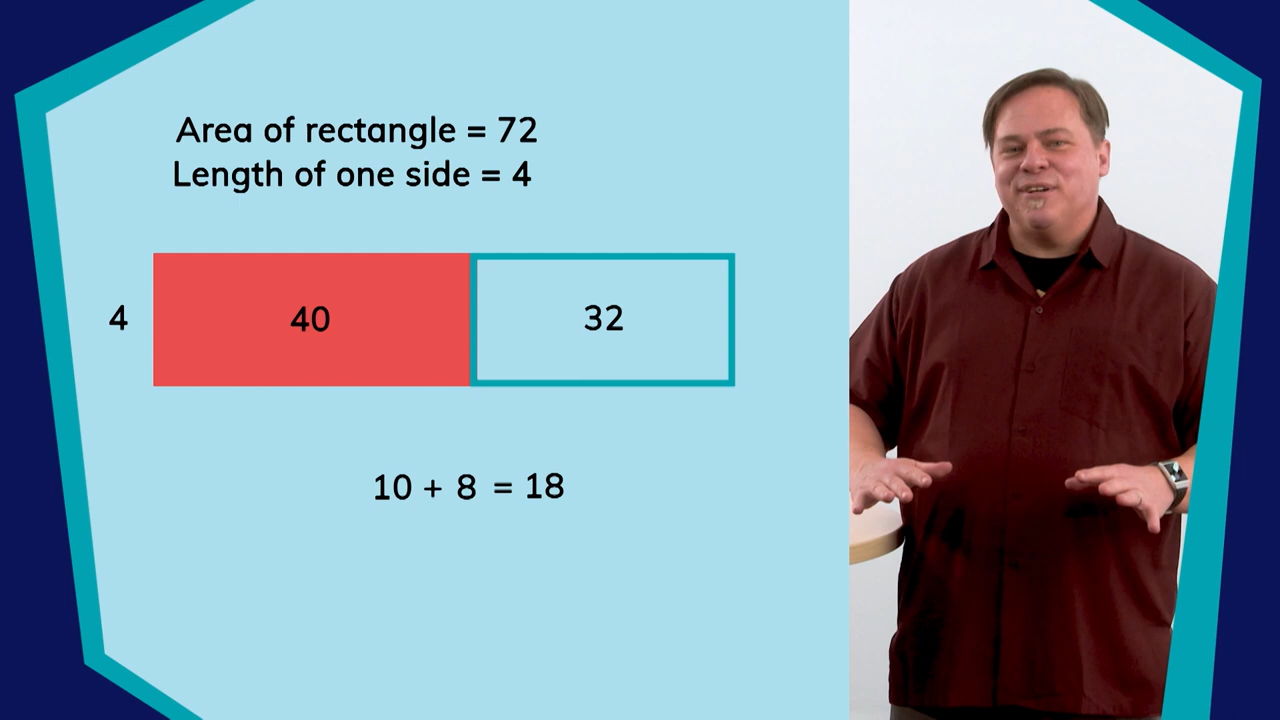 Area of rectangle = 72
Length of one side = 4
4 40 32
10 + 8 = 18